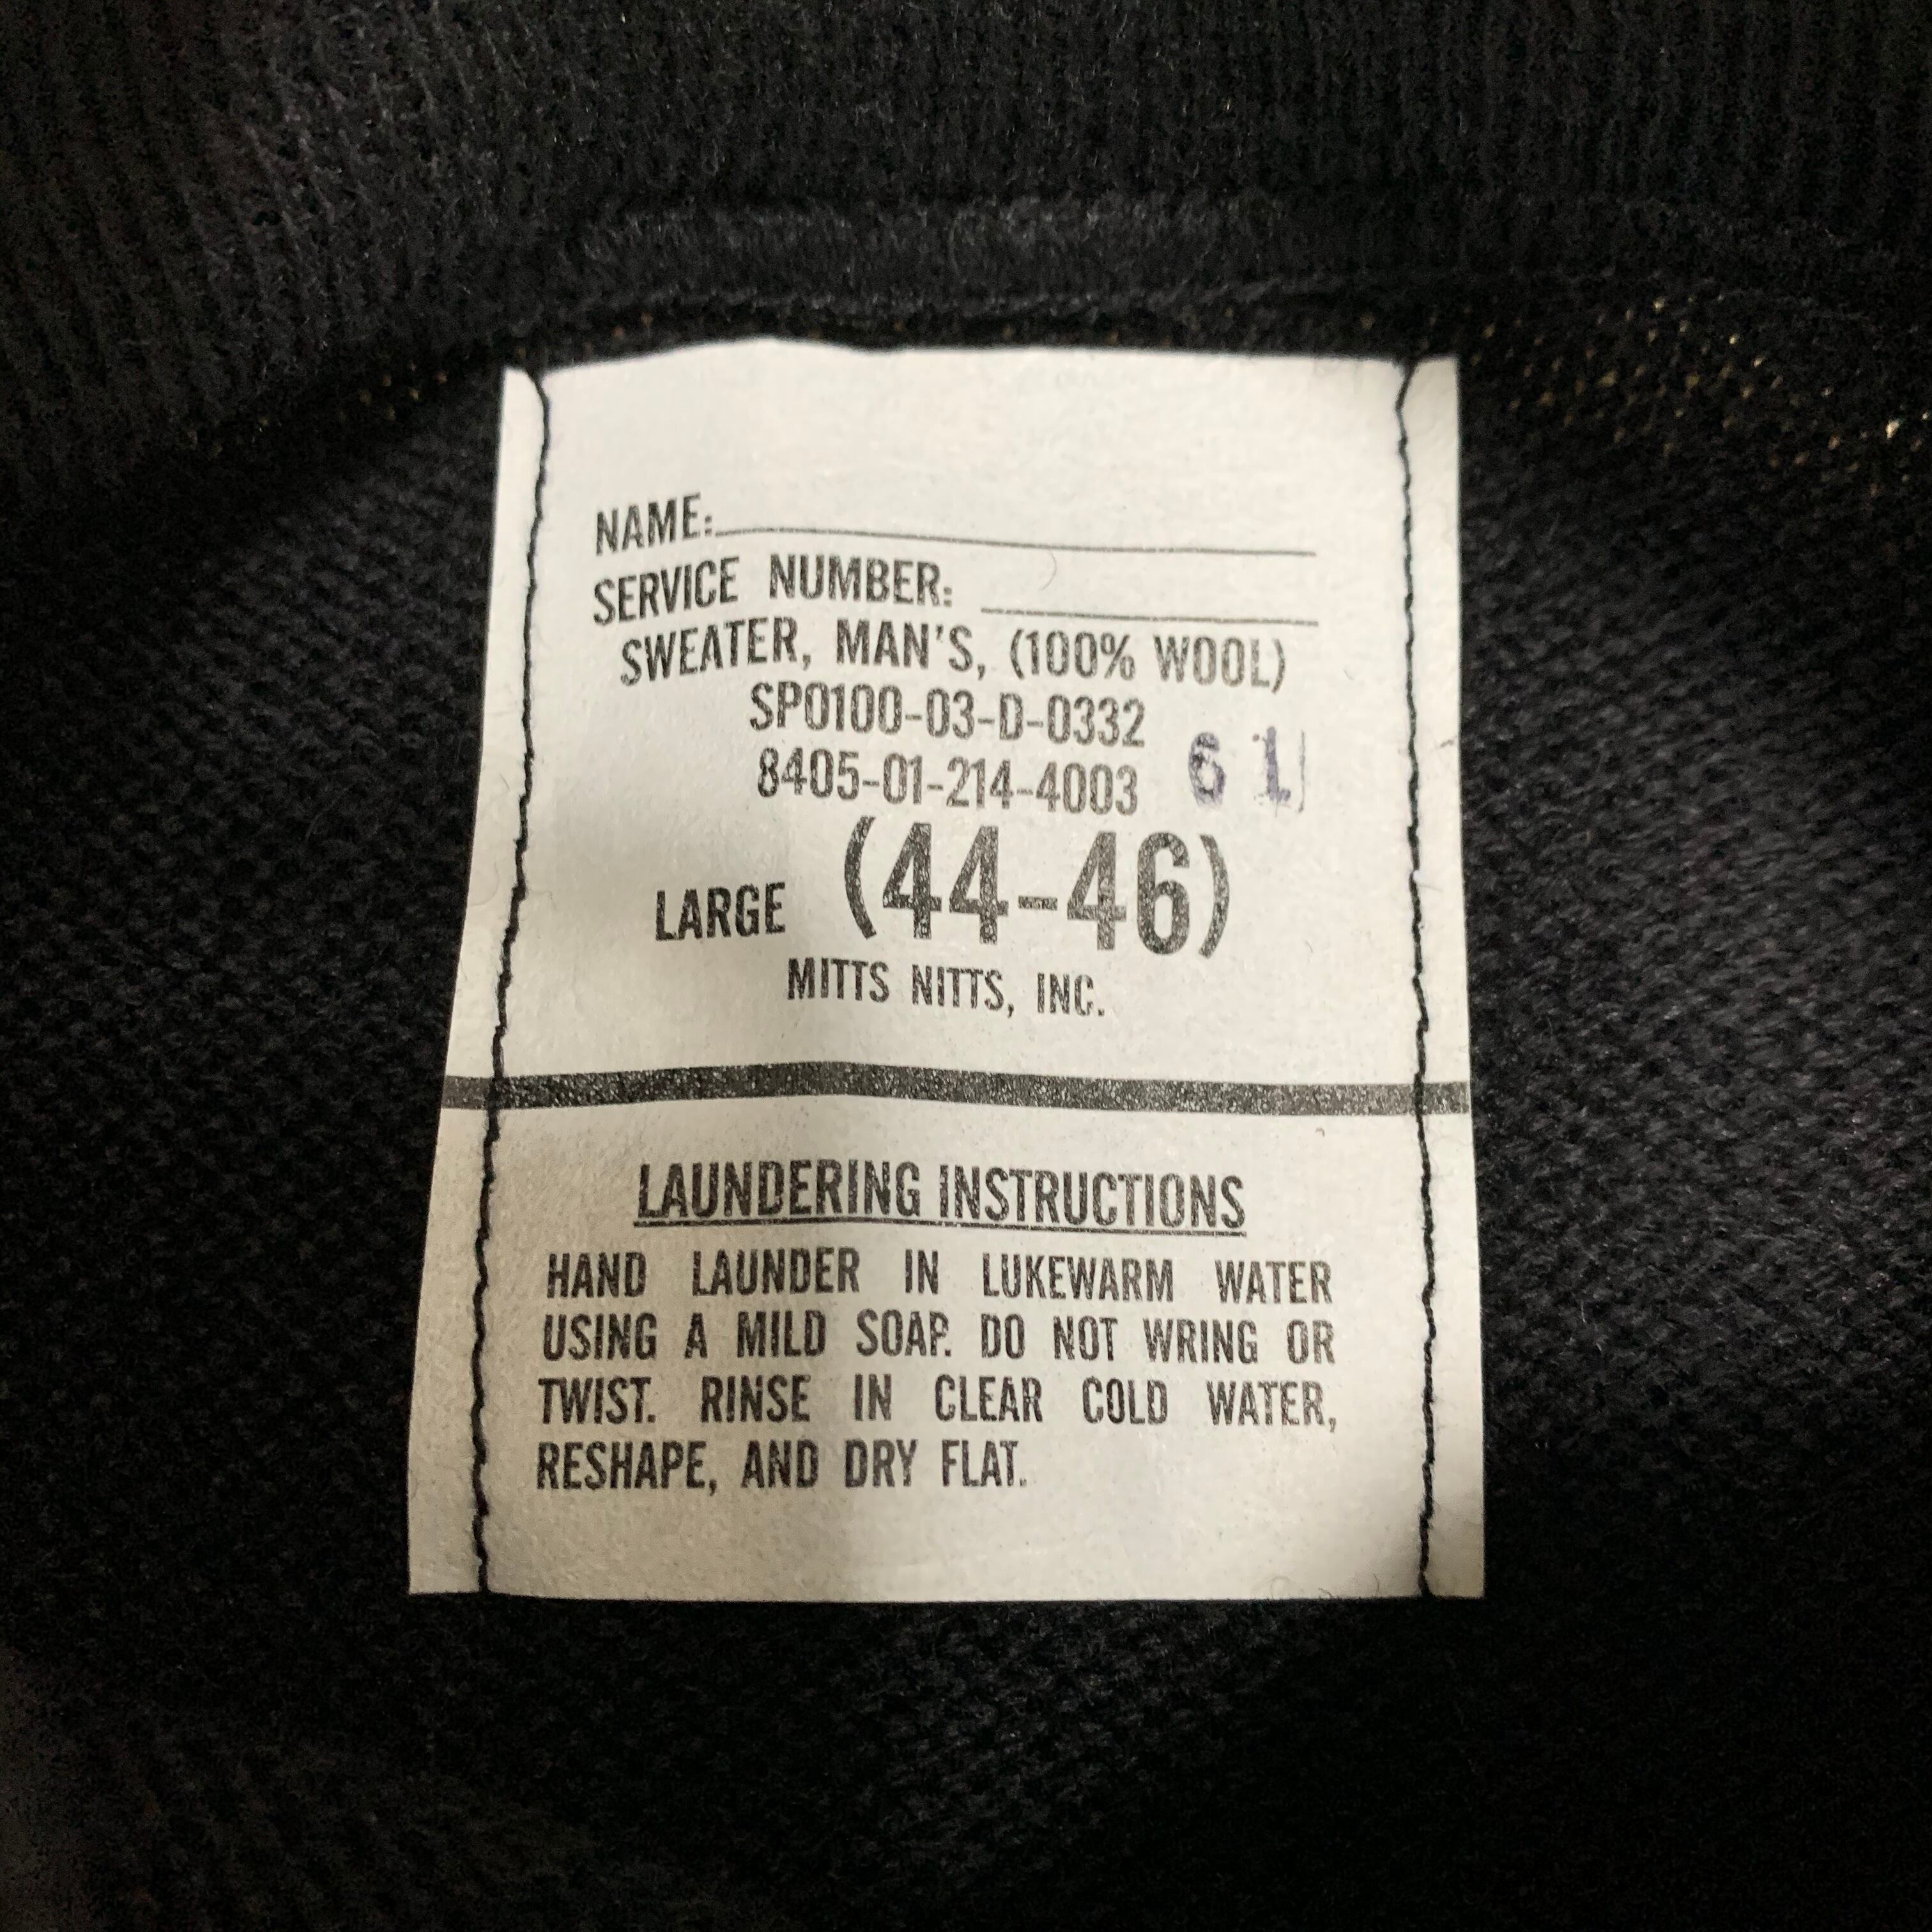 NAME:
SERVICE NUMBER:
SWEATER, MAN'S, (100% WOOL)
SP0100-03-D-0332
8405-01-214-4003 61
LARGE (44-46)
MITTS NITTS, INC.
LAUNDERING INSTRUCTIONS
HAND LAUNDER IN LUKEWARM WATER
USING A MILD SOAP. DO NOT WRING OR
TWIST. RINSE IN CLEAR COLD WATER,
RESHAPE, AND DRY FLAT.